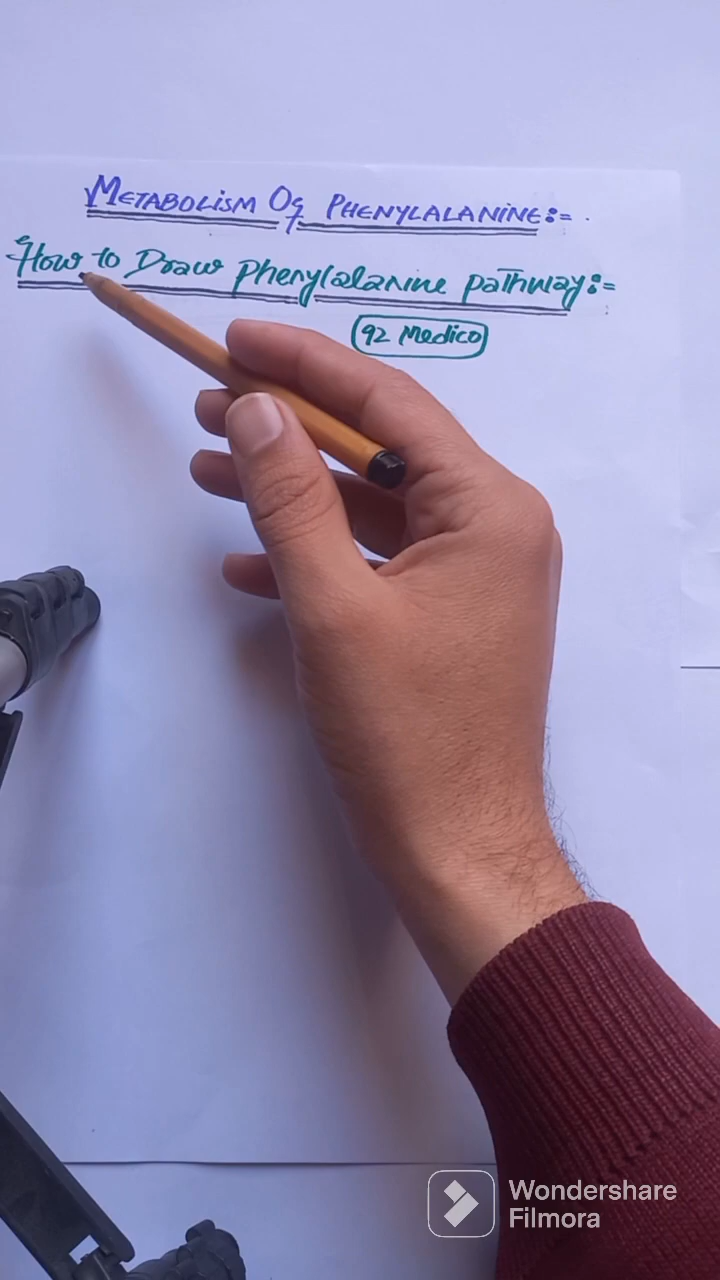 METABOLISM OF PHENYLALANINE:=
How to Draw Phenylalanine pathway:=
92 Medico
Wondershare
Filmora